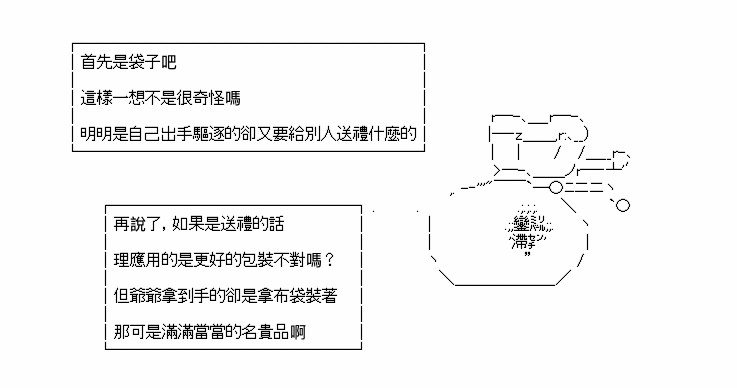 首先是袋子吧
這樣一想不是很奇怪嗎
明明是自己出手驅逐的卻又要給別人送禮什麼的
再說了，如果是送禮的話
理應用的是更好的包裝不對嗎？
但爺爺拿到手的卻是拿布袋裝著
那可是滿滿當當的名貴品啊